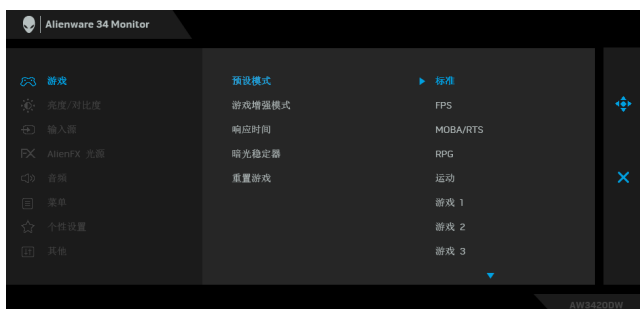 Alienware 34 Monitor
游戏 预设模式 标准
亮度/对比度 游戏增强模式 FPS
输入源 响应时间 MOBA/RTS
AlienFX 光源 暗光稳定器 RPG
音频 重置游戏 运动
菜单 游戏 1
个性设置 游戏 2
其他 游戏 3
AW3420DW